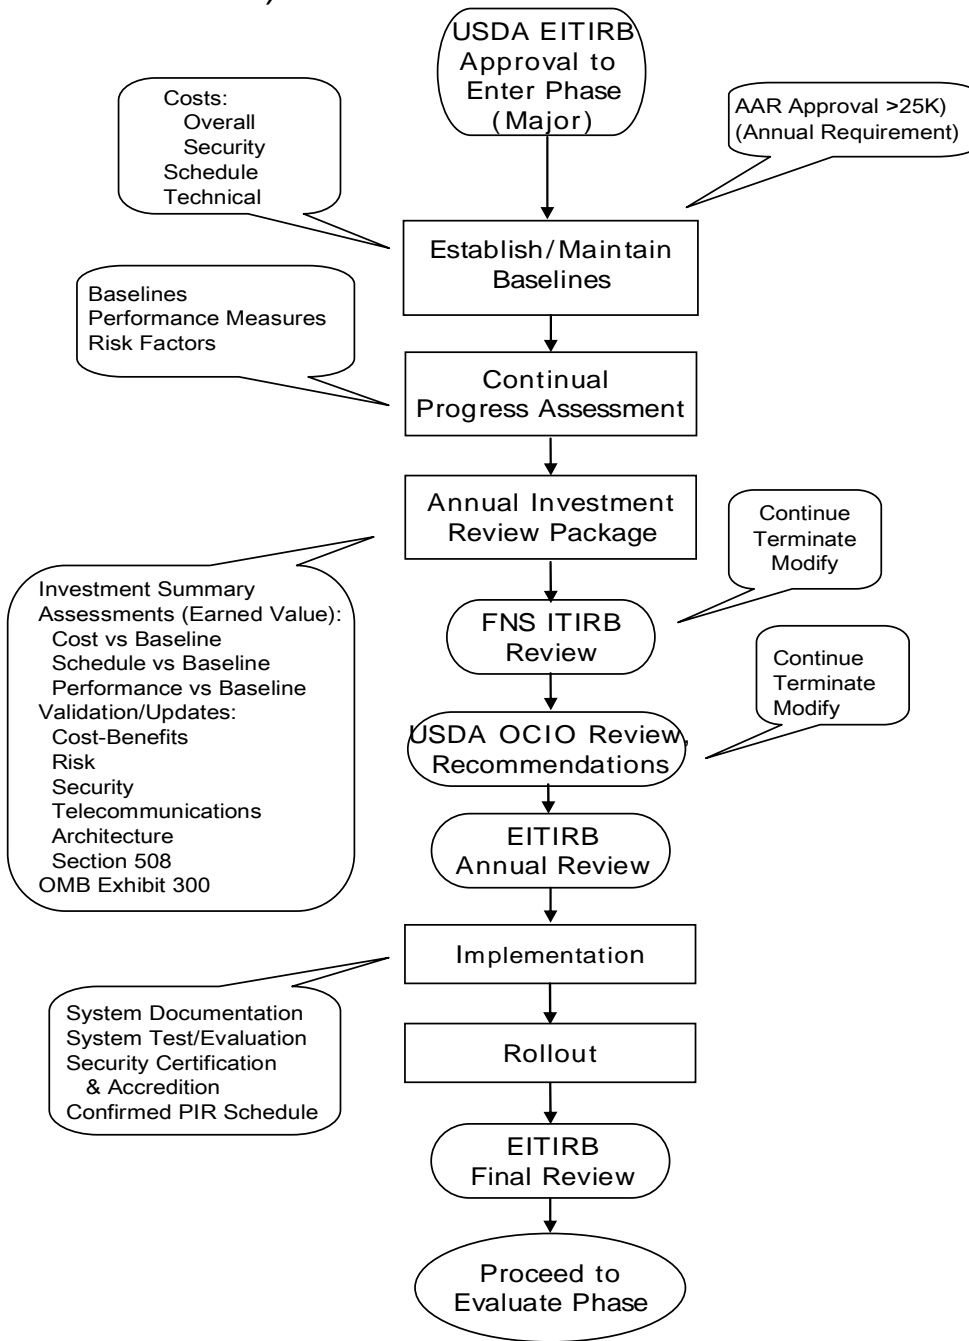 )
USDA EITIRB
Approval to
Enter Phase
(Major)
Costs:
Overall
Security
Schedule
Technical
AAR Approval >25K)
(Annual Requirement)
Establish/Maintain
Baselines
Baselines
Performance Measures
Risk Factors
Continual
Progress Assessment
Annual Investment
Review Package
Continue
Terminate
Modify
Investment Summary
Assessments (Earned Value):
Cost vs Baseline
Schedule vs Baseline
Performance vs Baseline
Validation/Updates:
Cost-Benefits
Risk
Security
Telecommunications
Architecture
Section 508
OMB Exhibit 300
FNS ITIRB
Review
Continue
Terminate
Modify
USDA OCIO Review,
Recommendations
EITIRB
Annual Review
Implementation
System Documentation
System Test/Evaluation
Security Certification
& Accredition
Confirmed PIR Schedule
Rollout
EITIRB
Final Review
Proceed to
Evaluate Phase